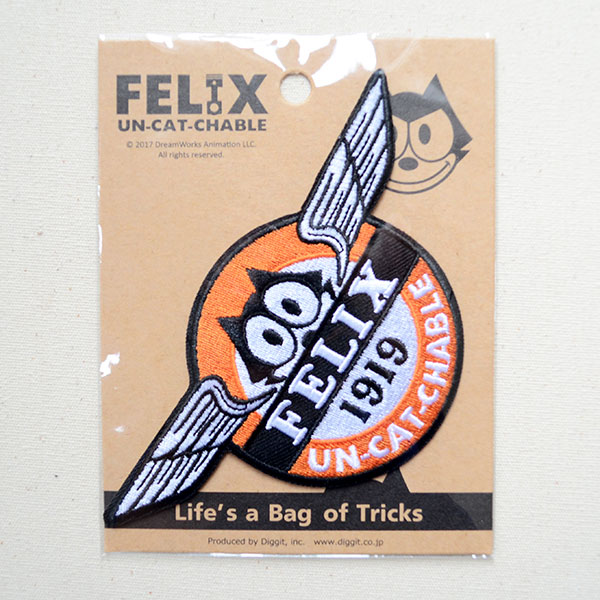 FELIX
UN-CAT-CHABLE
© 2017 DreamWorks Animation LLC.
All rights reserved.
FELIX
1919
UN-CAT-CHABLE
Life's a Bag of Tricks
Produced by Diggit, inc. www.diggit.co.jp